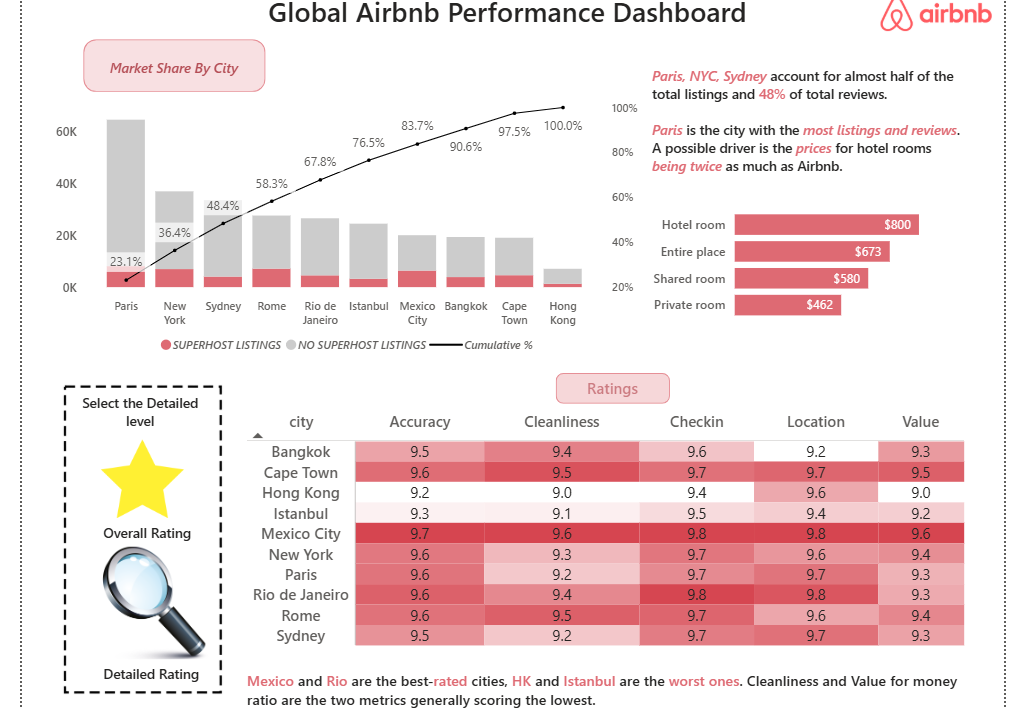 Global Airbnb Performance Dashboard
airbnb
Market Share By City
Paris, NYC, Sydney account for almost half of the
total listings and 48% of total reviews.
Paris is the city with the most listings and reviews.
A possible driver is the prices for hotel rooms
being twice as much as Airbnb.
60K
40K
20K
0K
100%
80%
60%
40%
20%
23.1%
36.4%
48.4%
58.3%
67.8%
76.5%
83.7%
90.6%
97.5%
100.0%
Paris
New
York
Sydney
Rome
Rio de
Janeiro
Istanbul
Mexico
City
Bangkok
Cape
Town
Hong
Kong
SUPERHOST LISTINGS NO SUPERHOST LISTINGS Cumulative %
Hotel room $800
Entire place $673
Shared room $580
Private room $462
Select the Detailed
level
Overall Rating
Detailed Rating
Ratings
city Accuracy Cleanliness Checkin Location Value
Bangkok 9.5 9.4 9.6 9.2 9.3
Cape Town 9.6 9.5 9.7 9.7 9.5
Hong Kong 9.2 9.0 9.4 9.6 9.0
Istanbul 9.3 9.1 9.5 9.4 9.2
Mexico City 9.7 9.6 9.8 9.8 9.6
New York 9.6 9.3 9.7 9.6 9.4
Paris 9.6 9.2 9.7 9.7 9.3
Rio de Janeiro 9.6 9.4 9.8 9.8 9.3
Rome 9.6 9.5 9.7 9.6 9.4
Sydney 9.5 9.2 9.7 9.7 9.3
Mexico and Rio are the best-rated cities, HK and Istanbul are the worst ones. Cleanliness and Value for money
ratio are the two metrics generally scoring the lowest.